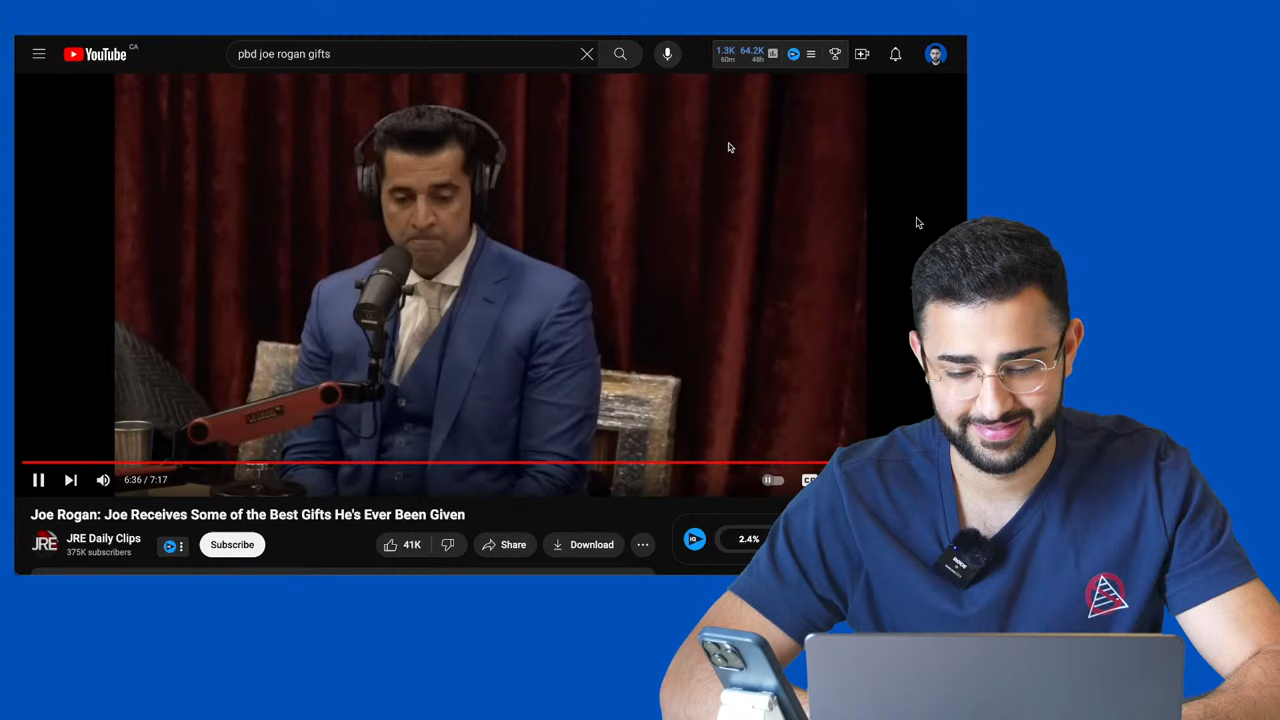 YouTube CA
pbd joe rogan gifts
1.3K 64.2K
60m 48h
6:36 / 7:17
Joe Rogan: Joe Receives Some of the Best Gifts He's Ever Been Given
JRE JRE Daily Clips
375K subscribers
Subscribe
41K
Share
Download
IQ
2.4%
RODE